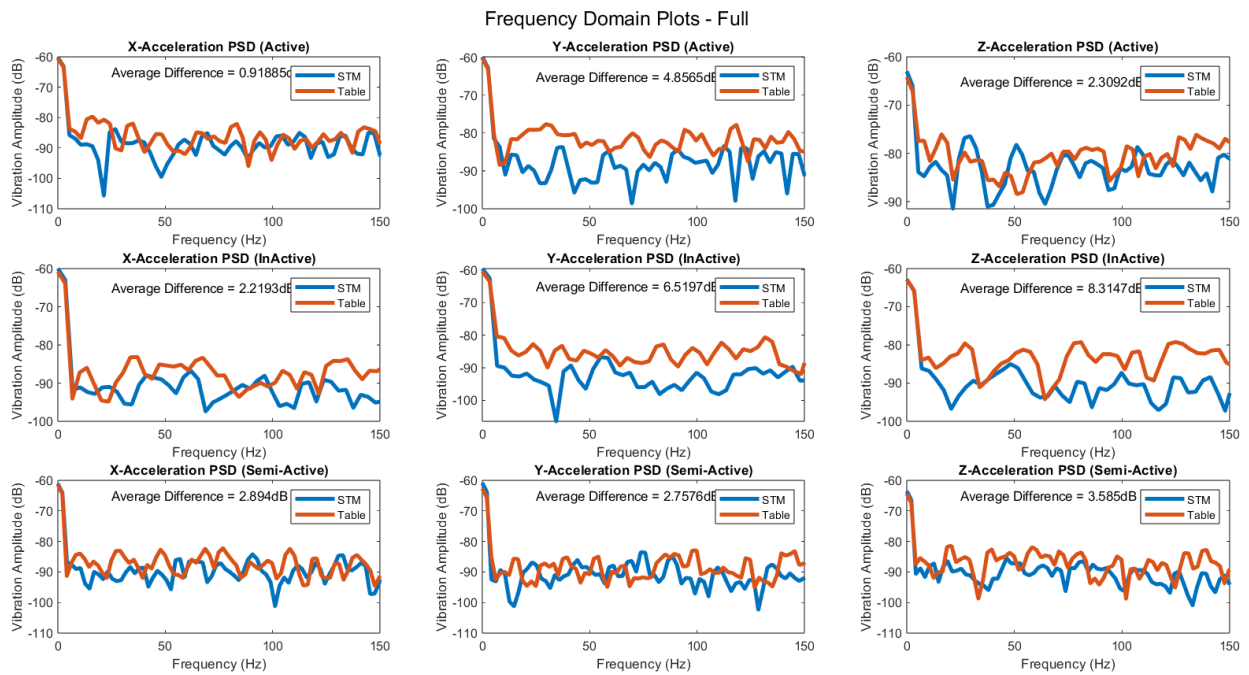 Frequency Domain Plots - Full
X-Acceleration PSD (Active)
Average Difference = 0.91885
STM
Table
Vibration Amplitude (dB)
-60
-70
-80
-90
-100
-110
0
50
100
150
Frequency (Hz)
Y-Acceleration PSD (Active)
Average Difference = 4.8565dB
STM
Table
Vibration Amplitude (dB)
-60
-70
-80
-90
-100
0
50
100
150
Frequency (Hz)
Z-Acceleration PSD (Active)
Average Difference = 2.3092dB
STM
Table
Vibration Amplitude (dB)
-60
-70
-80
-90
0
50
100
150
Frequency (Hz)
X-Acceleration PSD (InActive)
Average Difference = 2.2193dB
STM
Table
Vibration Amplitude (dB)
-60
-70
-80
-90
-100
0
50
100
150
Frequency (Hz)
Y-Acceleration PSD (InActive)
Average Difference = 6.5197dB
STM
Table
Vibration Amplitude (dB)
-60
-70
-80
-90
-100
0
50
100
150
Frequency (Hz)
Z-Acceleration PSD (InActive)
Average Difference = 8.3147dB
STM
Table
Vibration Amplitude (dB)
-60
-70
-80
-90
-100
0
50
100
150
Frequency (Hz)
X-Acceleration PSD (Semi-Active)
Average Difference = 2.894dB
STM
Table
Vibration Amplitude (dB)
-60
-70
-80
-90
-100
-110
0
50
100
150
Frequency (Hz)
Y-Acceleration PSD (Semi-Active)
Average Difference = 2.7576dB
STM
Table
Vibration Amplitude (dB)
-60
-70
-80
-90
-100
-110
0
50
100
150
Frequency (Hz)
Z-Acceleration PSD (Semi-Active)
Average Difference = 3.585dB
STM
Table
Vibration Amplitude (dB)
-60
-70
-80
-90
-100
-110
0
50
100
150
Frequency (Hz)